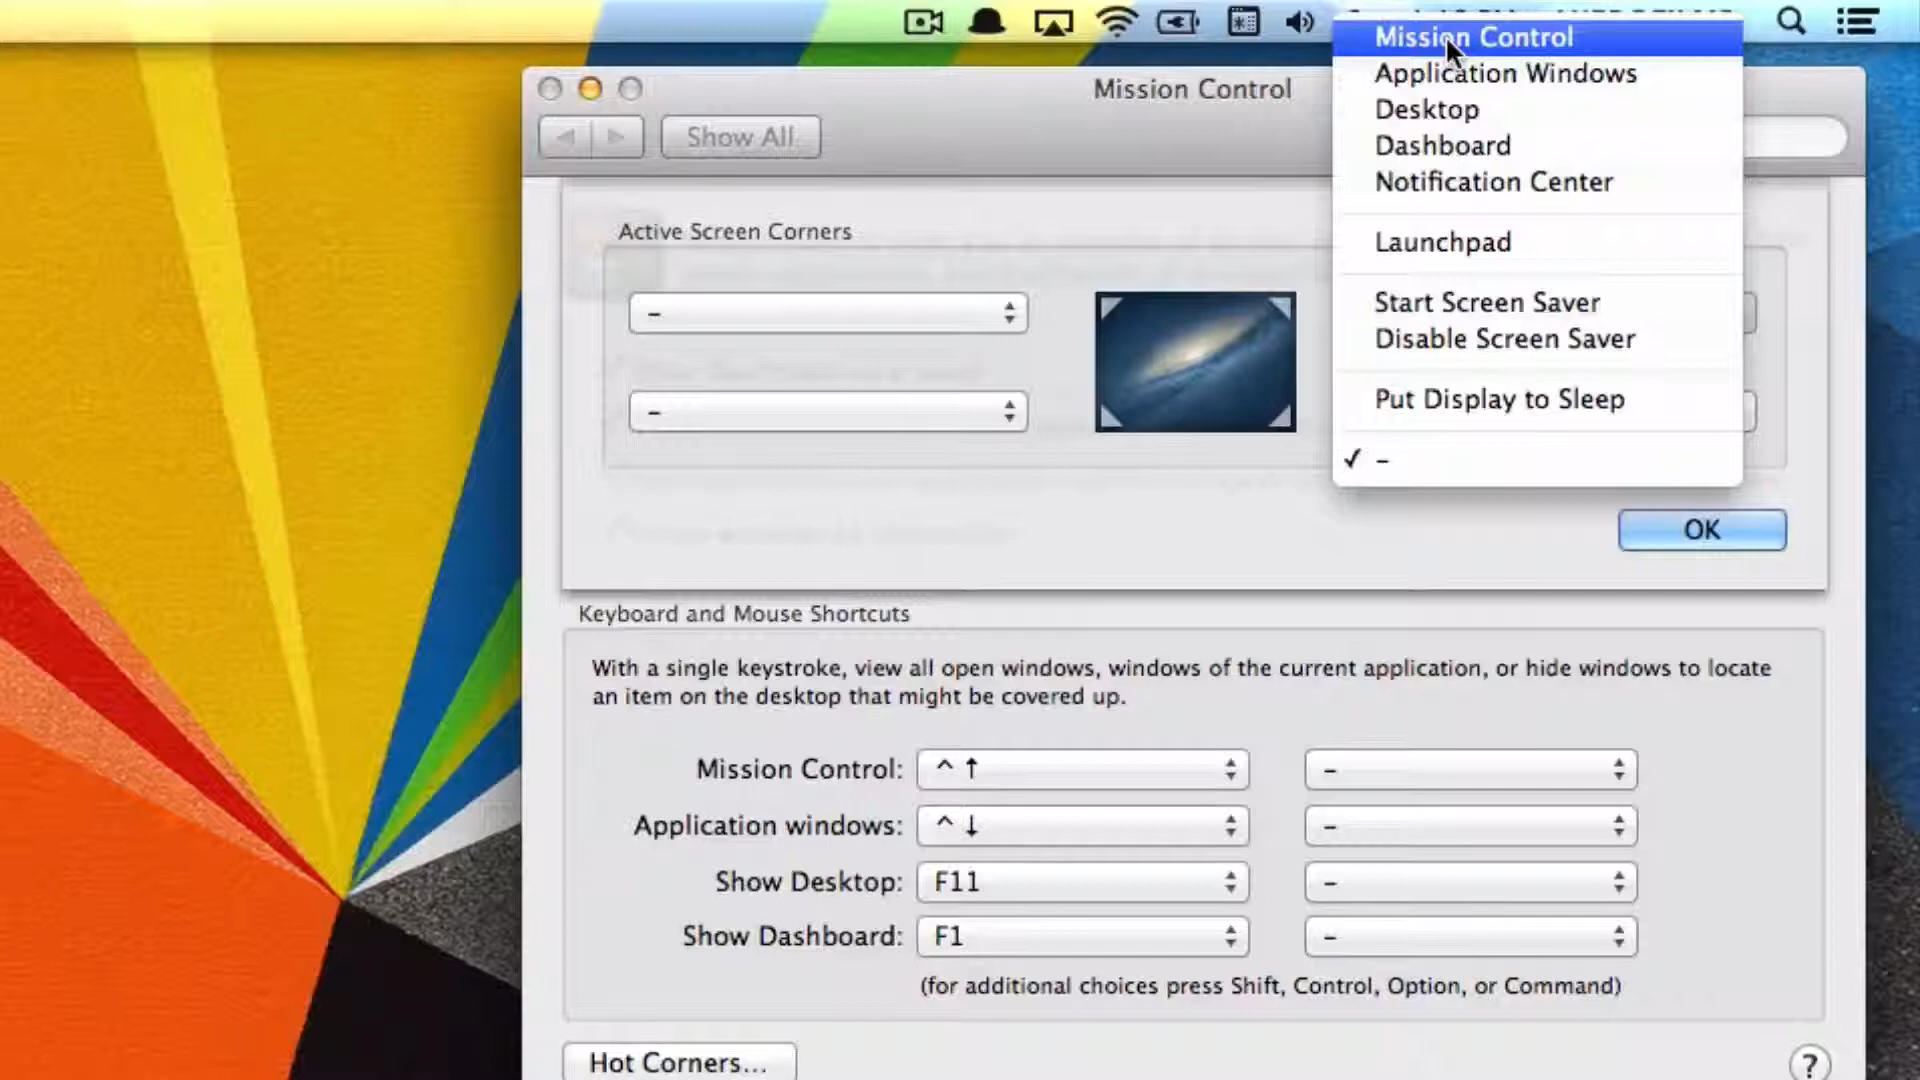 Mission Control
Mission Control
Application Windows
Desktop
Dashboard
Notification Center
Launchpad
Start Screen Saver
Disable Screen Saver
Put Display to Sleep
✓ –
Show All
Active Screen Corners
–
–
OK
Keyboard and Mouse Shortcuts
With a single keystroke, view all open windows, windows of the current application, or hide windows to locate
an item on the desktop that might be covered up.
Mission Control: ^ ↑ –
Application windows: ^ ↓ –
Show Desktop: F11 –
Show Dashboard: F1 –
(for additional choices press Shift, Control, Option, or Command)
Hot Corners... ?